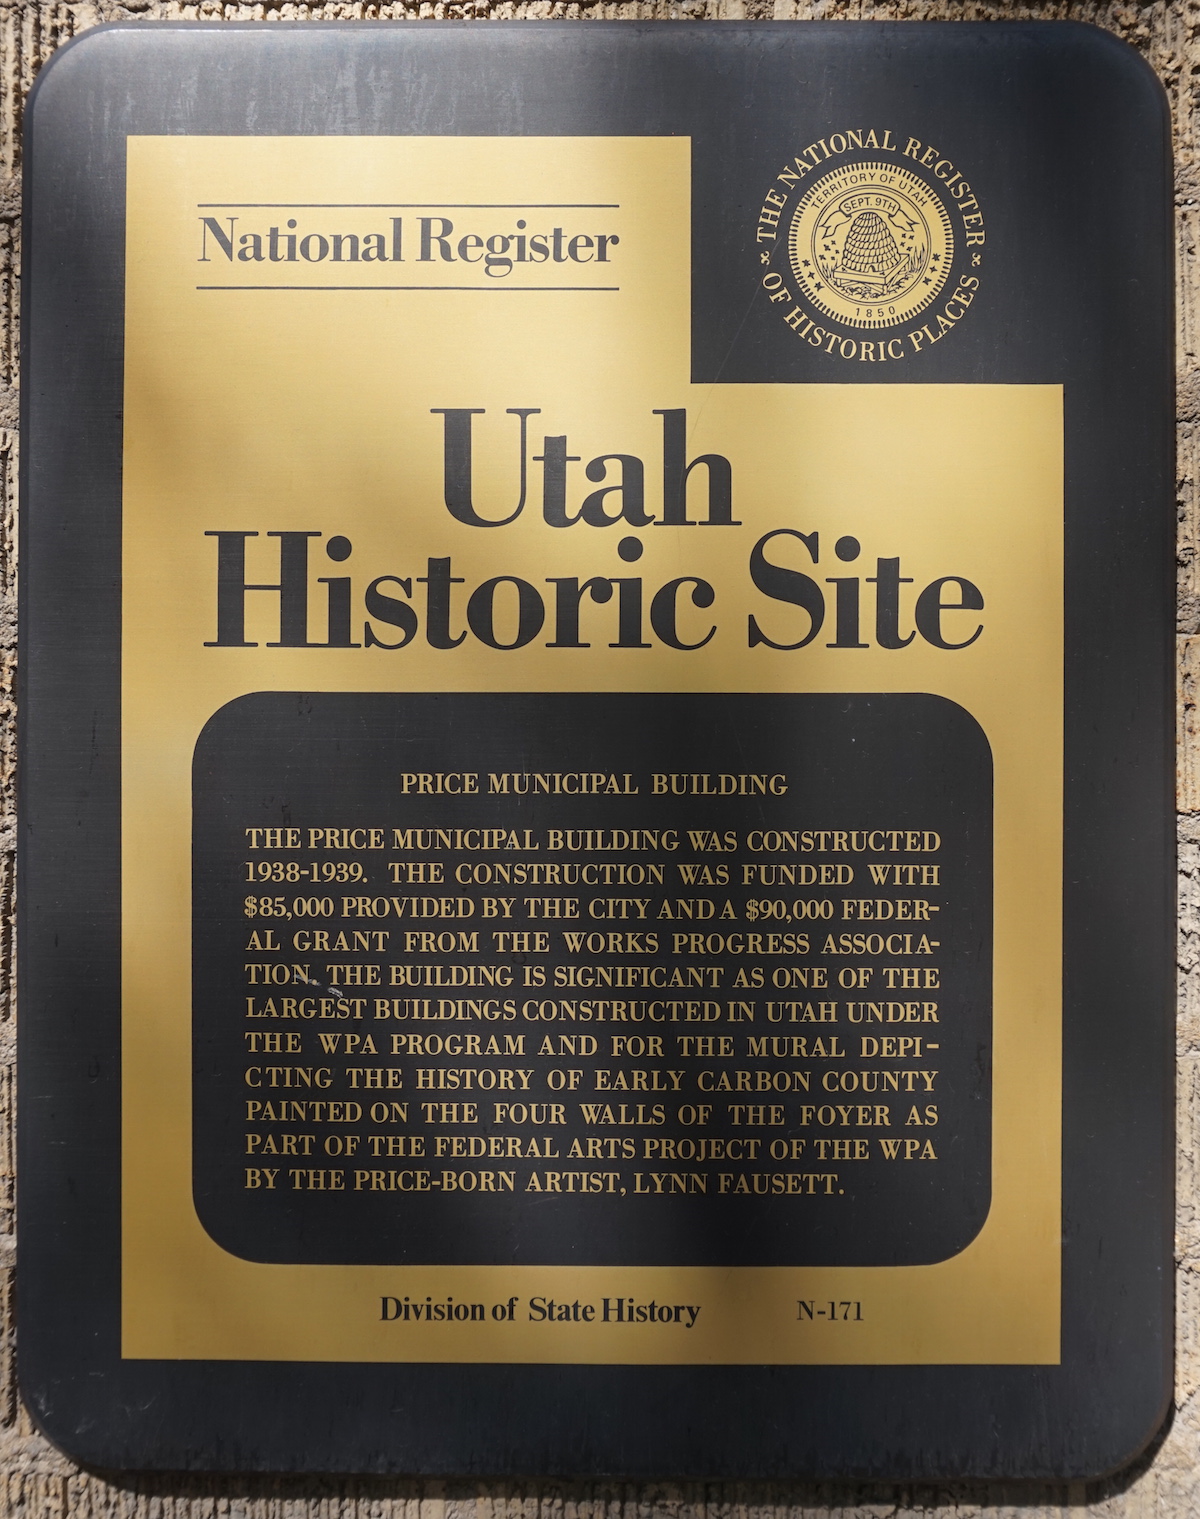 National Register
THE NATIONAL REGISTER
OF HISTORIC PLACES
TERRITORY OF UTAH
SEPT. 9TH
1850
Utah
Historic Site
PRICE MUNICIPAL BUILDING
THE PRICE MUNICIPAL BUILDING WAS CONSTRUCTED
1938-1939. THE CONSTRUCTION WAS FUNDED WITH
$85,000 PROVIDED BY THE CITY AND A $90,000 FEDER-
AL GRANT FROM THE WORKS PROGRESS ASSOCIA-
TION. THE BUILDING IS SIGNIFICANT AS ONE OF THE
LARGEST BUILDINGS CONSTRUCTED IN UTAH UNDER
THE WPA PROGRAM AND FOR THE MURAL DEPI-
CTING THE HISTORY OF EARLY CARBON COUNTY
PAINTED ON THE FOUR WALLS OF THE FOYER AS
PART OF THE FEDERAL ARTS PROJECT OF THE WPA
BY THE PRICE-BORN ARTIST, LYNN FAUSETT.
Division of State History N-171